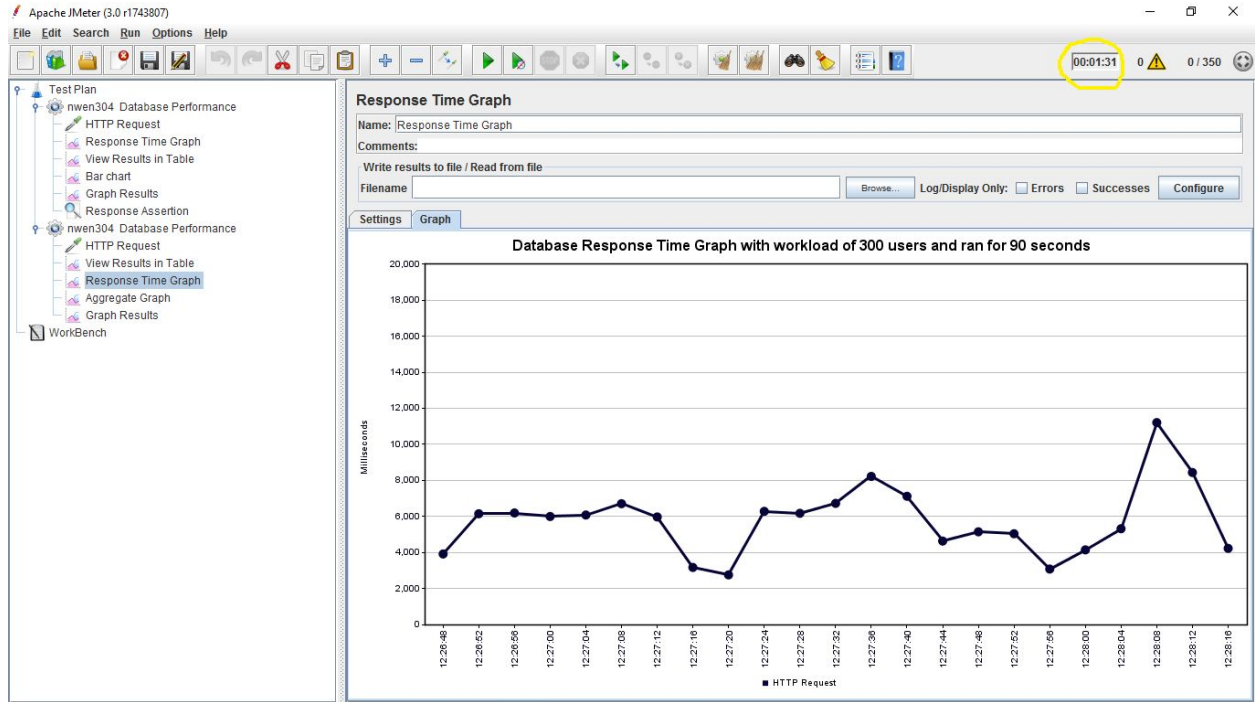 Apache JMeter (3.0 r1743807)
File Edit Search Run Options Help
00:01:31 0 0 / 350
Test Plan
nwen304 Database Performance
HTTP Request
Response Time Graph
View Results in Table
Bar chart
Graph Results
Response Assertion
nwen304 Database Performance
HTTP Request
View Results in Table
Response Time Graph
Aggregate Graph
Graph Results
WorkBench
Response Time Graph
Name: Response Time Graph
Comments:
Write results to file / Read from file
Filename Browse... Log/Display Only: Errors Successes Configure
Settings Graph
Database Response Time Graph with workload of 300 users and ran for 90 seconds
20,000
18,000
16,000
14,000
12,000
10,000
8,000
6,000
4,000
2,000
0
Milliseconds
12:26:48
12:26:52
12:26:56
12:27:00
12:27:04
12:27:08
12:27:12
12:27:16
12:27:20
12:27:24
12:27:28
12:27:32
12:27:36
12:27:40
12:27:44
12:27:48
12:27:52
12:27:56
12:28:00
12:28:04
12:28:08
12:28:12
12:28:16
HTTP Request